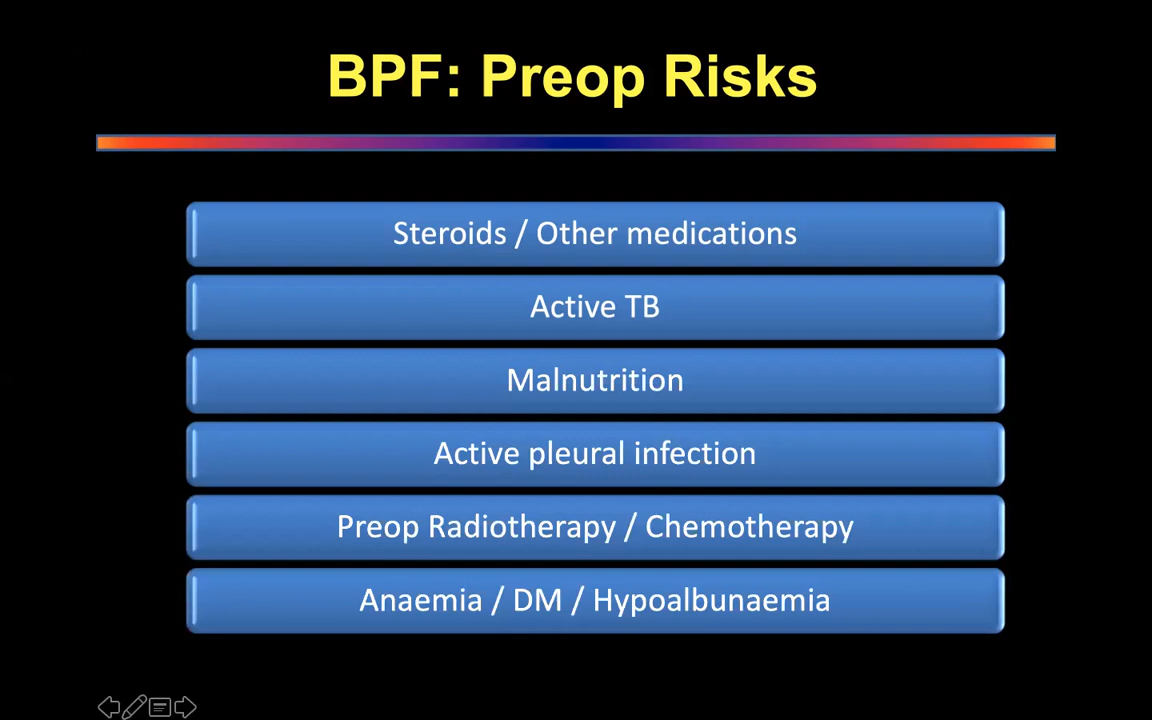 BPF: Preop Risks
Steroids / Other medications
Active TB
Malnutrition
Active pleural infection
Preop Radiotherapy / Chemotherapy
Anaemia / DM / Hypoalbunaemia